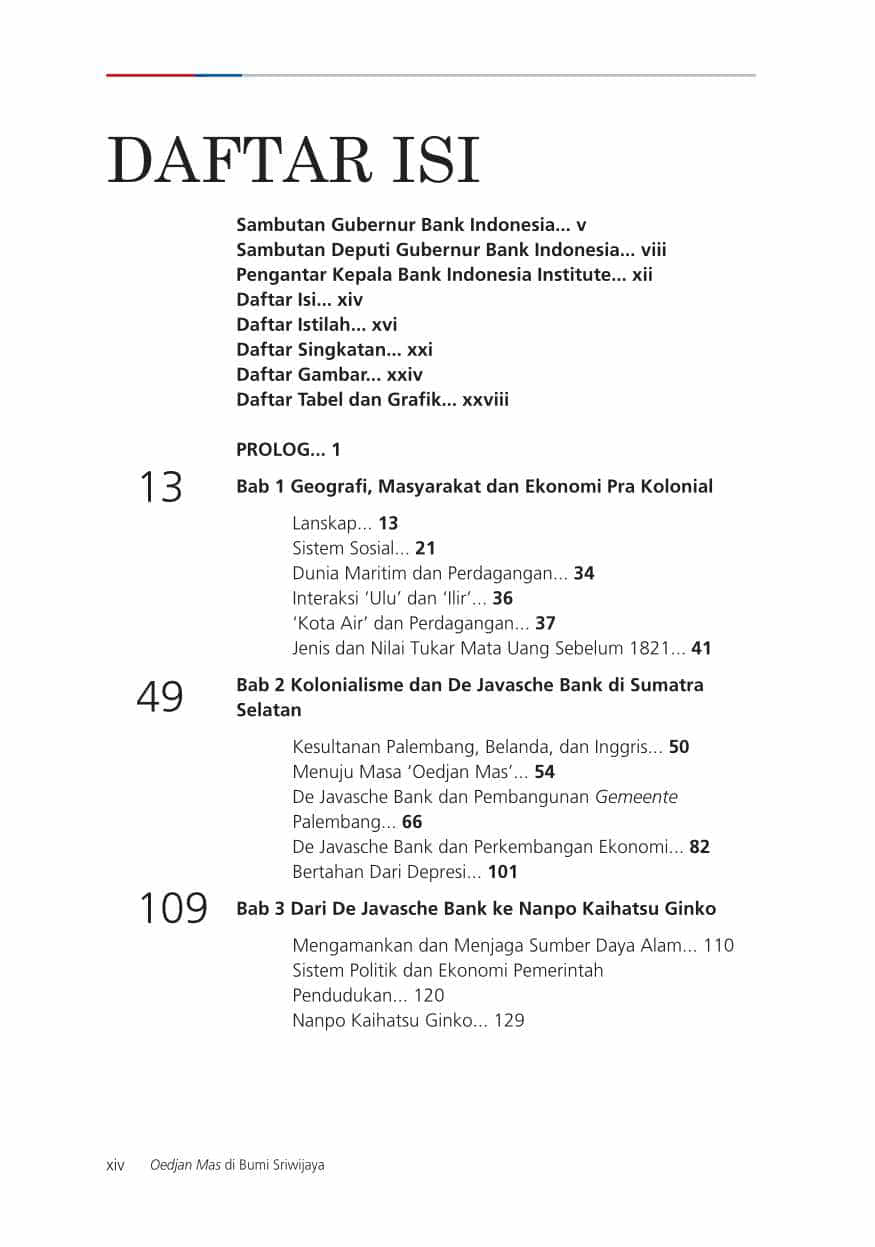 DAFTAR ISI
Sambutan Gubernur Bank Indonesia... v
Sambutan Deputi Gubernur Bank Indonesia... viii
Pengantar Kepala Bank Indonesia Institute... xii
Daftar Isi... xiv
Daftar Istilah... xvi
Daftar Singkatan... xxi
Daftar Gambar... xxiv
Daftar Tabel dan Grafik... xxviii
PROLOG... 1
13 Bab 1 Geografi, Masyarakat dan Ekonomi Pra Kolonial
Lanskap... 13
Sistem Sosial... 21
Dunia Maritim dan Perdagangan... 34
Interaksi ‘Ulu’ dan ‘Ilir’... 36
‘Kota Air’ dan Perdagangan... 37
Jenis dan Nilai Tukar Mata Uang Sebelum 1821... 41
49 Bab 2 Kolonialisme dan De Javasche Bank di Sumatra
Selatan
Kesultanan Palembang, Belanda, dan Inggris... 50
Menuju Masa ‘Oedjan Mas’... 54
De Javasche Bank dan Pembangunan Gemeente
Palembang... 66
De Javasche Bank dan Perkembangan Ekonomi... 82
Bertahan Dari Depresi... 101
109 Bab 3 Dari De Javasche Bank ke Nanpo Kaihatsu Ginko
Mengamankan dan Menjaga Sumber Daya Alam... 110
Sistem Politik dan Ekonomi Pemerintah
Pendudukan... 120
Nanpo Kaihatsu Ginko... 129
xiv Oedjan Mas di Bumi Sriwijaya